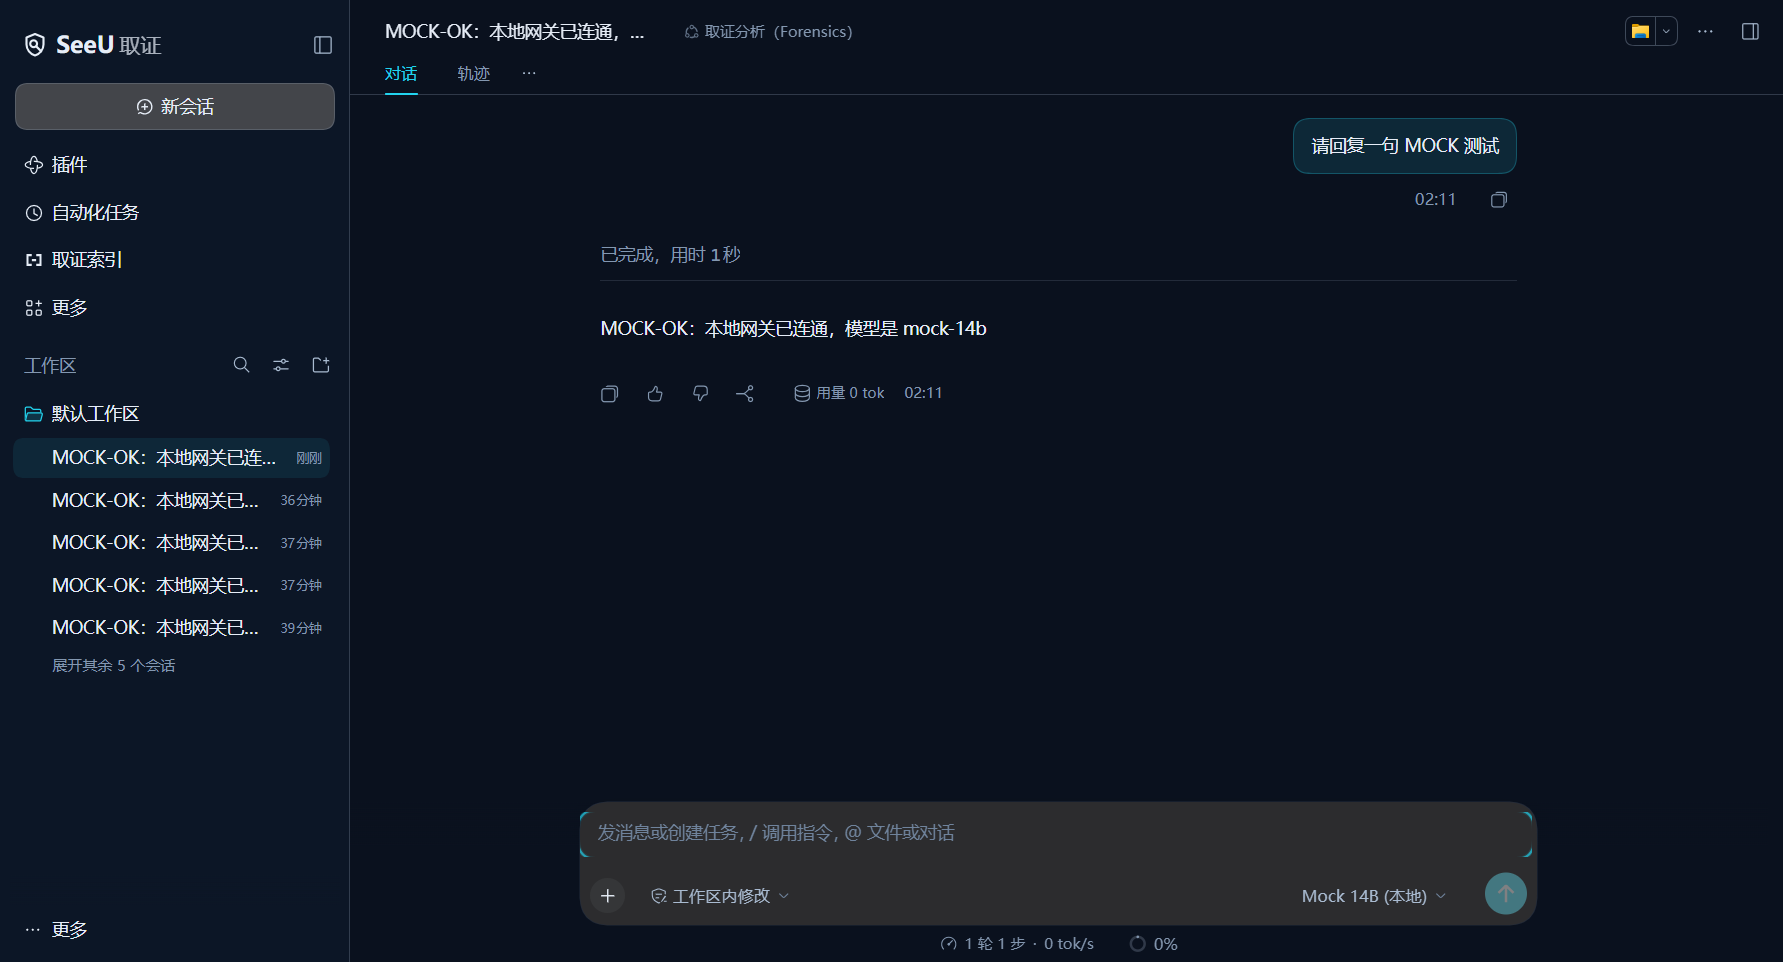 SeeU 取证
新会话
插件
自动化任务
取证索引
更多
工作区
默认工作区
MOCK-OK：本地网关已连... 刚刚
MOCK-OK：本地网关已... 36分钟
MOCK-OK：本地网关已... 37分钟
MOCK-OK：本地网关已... 37分钟
MOCK-OK：本地网关已... 39分钟
展开其余 5 个会话
... 更多
MOCK-OK：本地网关已连通，... 取证分析（Forensics）
对话 轨迹 ...
请回复一句 MOCK 测试
02:11
已完成，用时 1秒
MOCK-OK：本地网关已连通，模型是 mock-14b
用量 0 tok 02:11
发消息或创建任务, / 调用指令, @ 文件或对话
工作区内修改 Mock 14B (本地)
1 轮 1 步 · 0 tok/s 0%